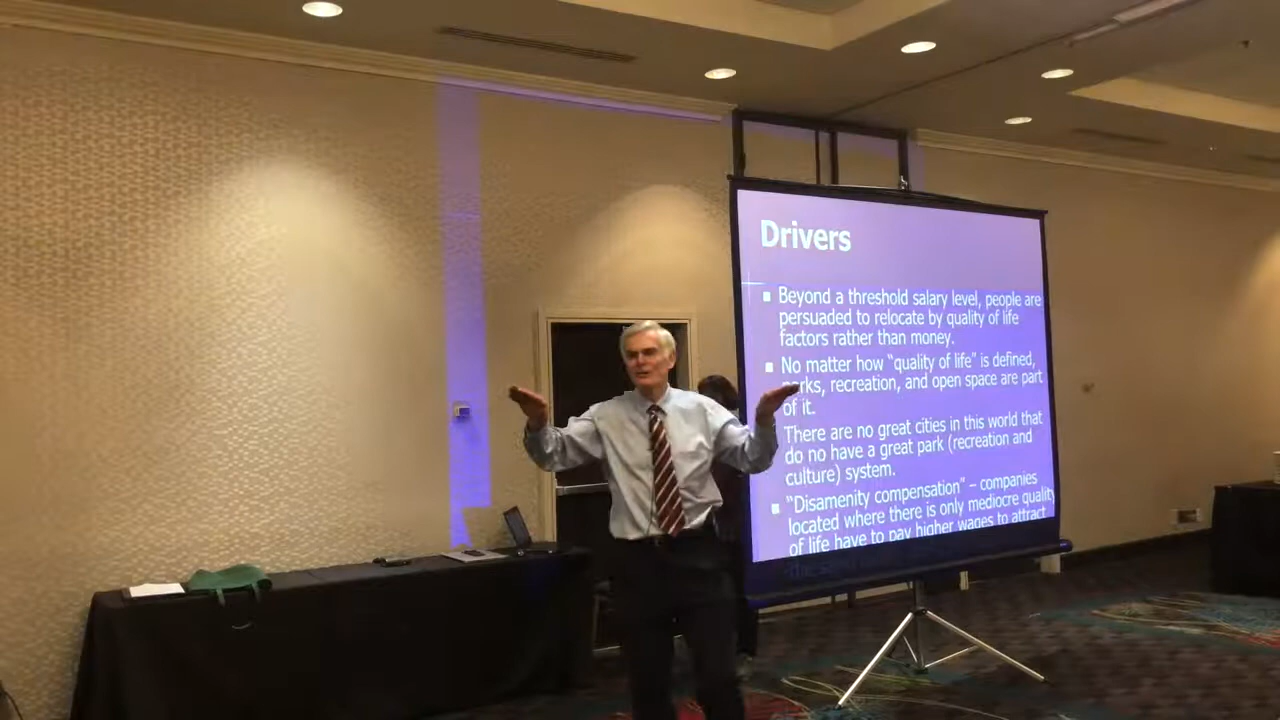 Drivers
Beyond a threshold salary level, people are
persuaded to relocate by quality of life
factors rather than money.
No matter how “quality of life” is defined,
parks, recreation, and open space are part
of it.
There are no great cities in this world that
do no have a great park (recreation and
culture) system.
“Disamenity compensation” – companies
located where there is only mediocre quality
of life have to pay higher wages to attract